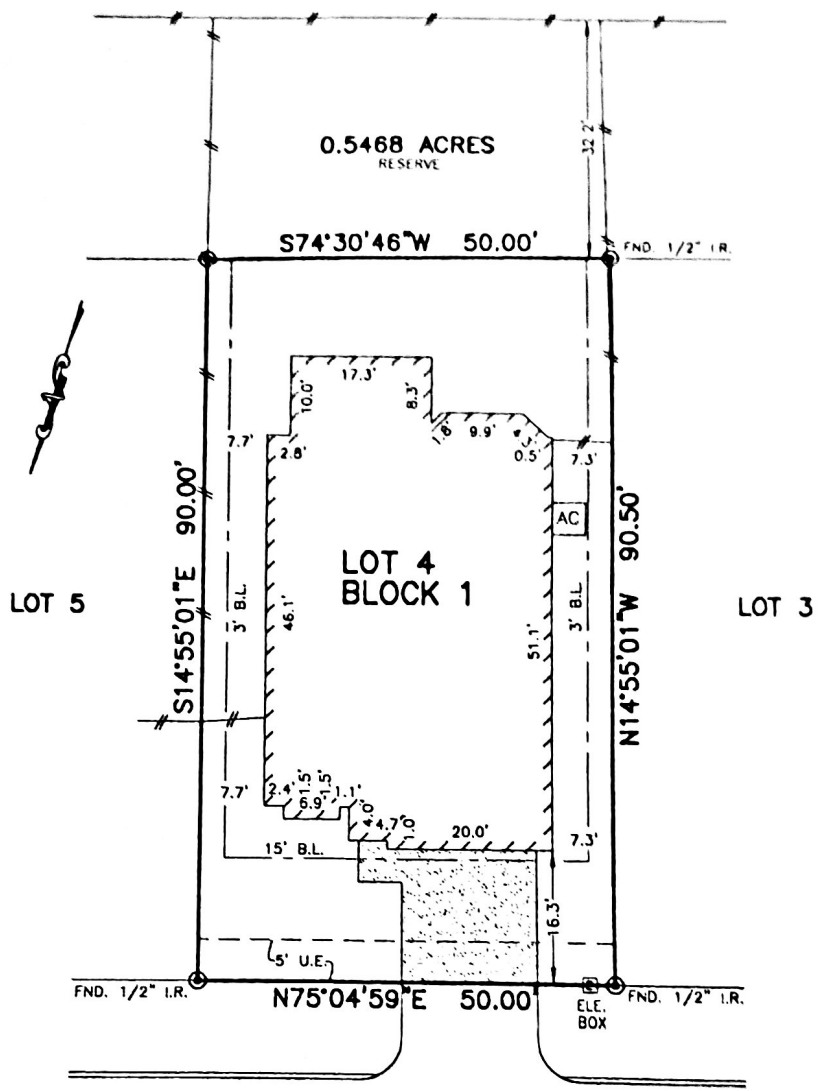 0.5468 ACRES
RESERVE
32.2'
S74°30'46"W 50.00'
FND. 1/2" I.R.
17.3'
10.0'
8.3'
1.8'
9.9'
4.3'
0.5'
7.7'
2.8'
7.3'
AC
S14°55'01"E 90.00'
3' B.L.
46.1'
LOT 4
BLOCK 1
51.1'
3' B.L.
N14°55'01"W 90.50'
LOT 5
LOT 3
7.7'
2.4'
1.5'
6.9'
1.5'
1.1'
4.0'
4.7'
1.0'
20.0'
7.3'
15' B.L.
16.3'
5' U.E.
FND. 1/2" I.R.
N75°04'59"E 50.00'
ELE.
BOX
FND. 1/2" I.R.